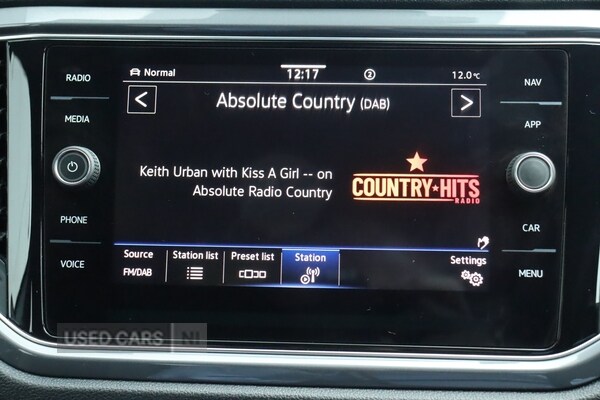 RADIO
MEDIA
PHONE
VOICE
Normal
12:17
2
12.0°C
< Absolute Country (DAB) >
Keith Urban with Kiss A Girl -- on
Absolute Radio Country
COUNTRY★HITS
RADIO
Source
FM/DAB
Station list
Preset list
Station
Settings
NAV
APP
CAR
MENU
USED CARS NI